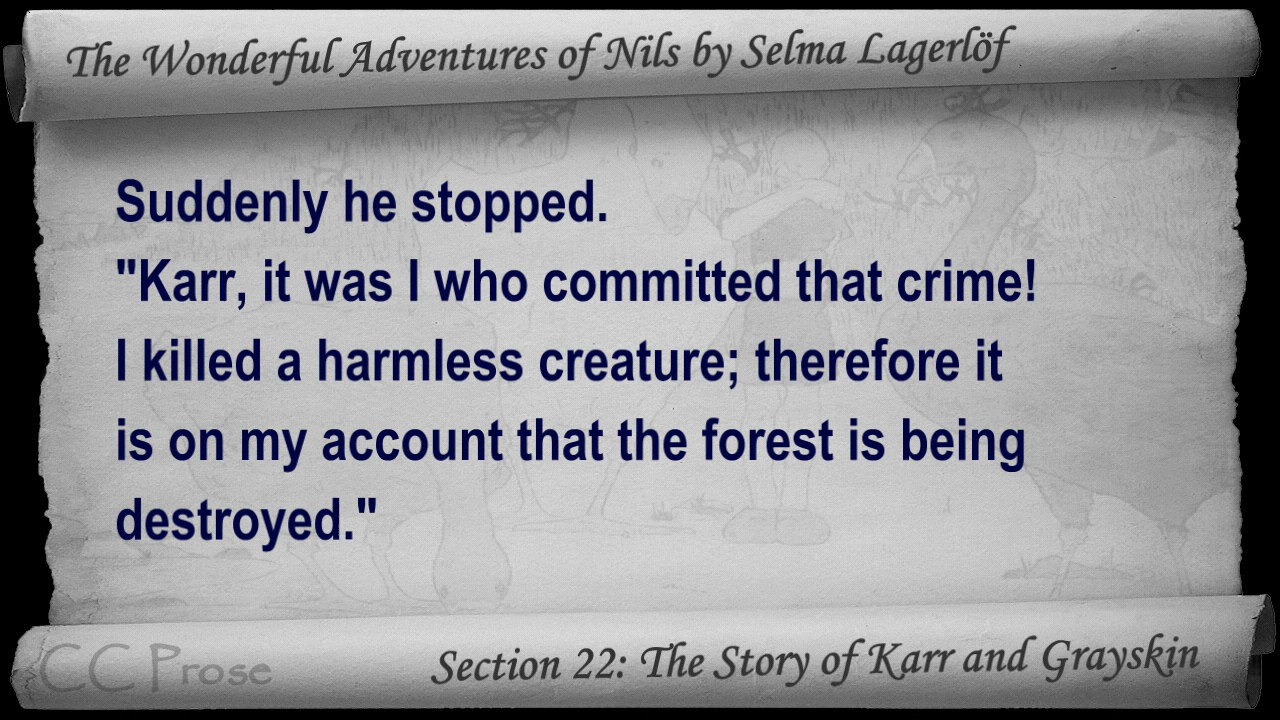 The Wonderful Adventures of Nils by Selma Lagerlöf
Suddenly he stopped.
"Karr, it was I who committed that crime!
I killed a harmless creature; therefore it
is on my account that the forest is being
destroyed."
CC Prose
Section 22: The Story of Karr and Grayskin